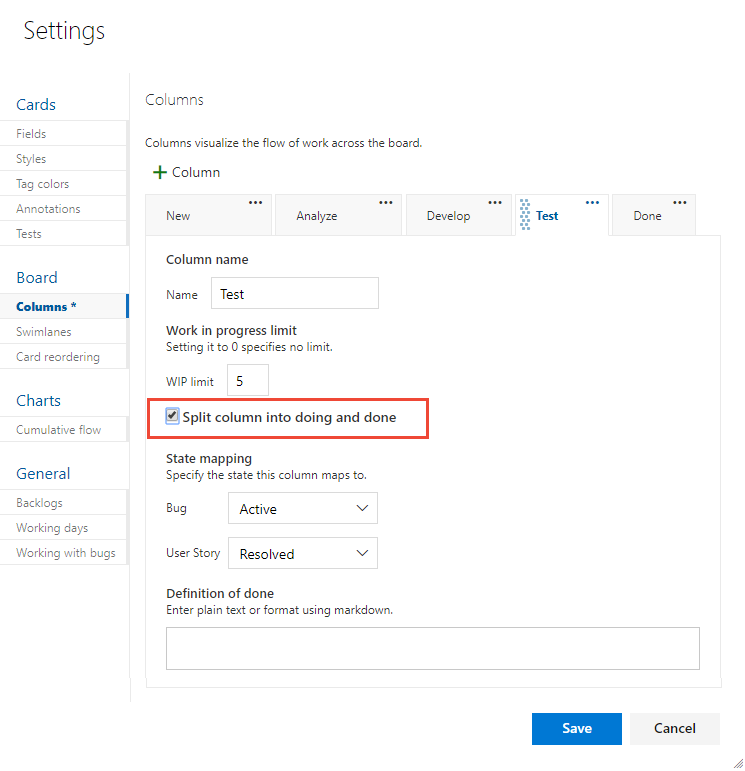 Settings
Cards
Fields
Styles
Tag colors
Annotations
Tests
Board
Columns *
Swimlanes
Card reordering
Charts
Cumulative flow
General
Backlogs
Working days
Working with bugs
Columns
Columns visualize the flow of work across the board.
+ Column
New ••• Analyze ••• Develop ••• Test ••• Done •••
Column name
Name Test
Work in progress limit
Setting it to 0 specifies no limit.
WIP limit 5
Split column into doing and done
State mapping
Specify the state this column maps to.
Bug Active
User Story Resolved
Definition of done
Enter plain text or format using markdown.
Save Cancel